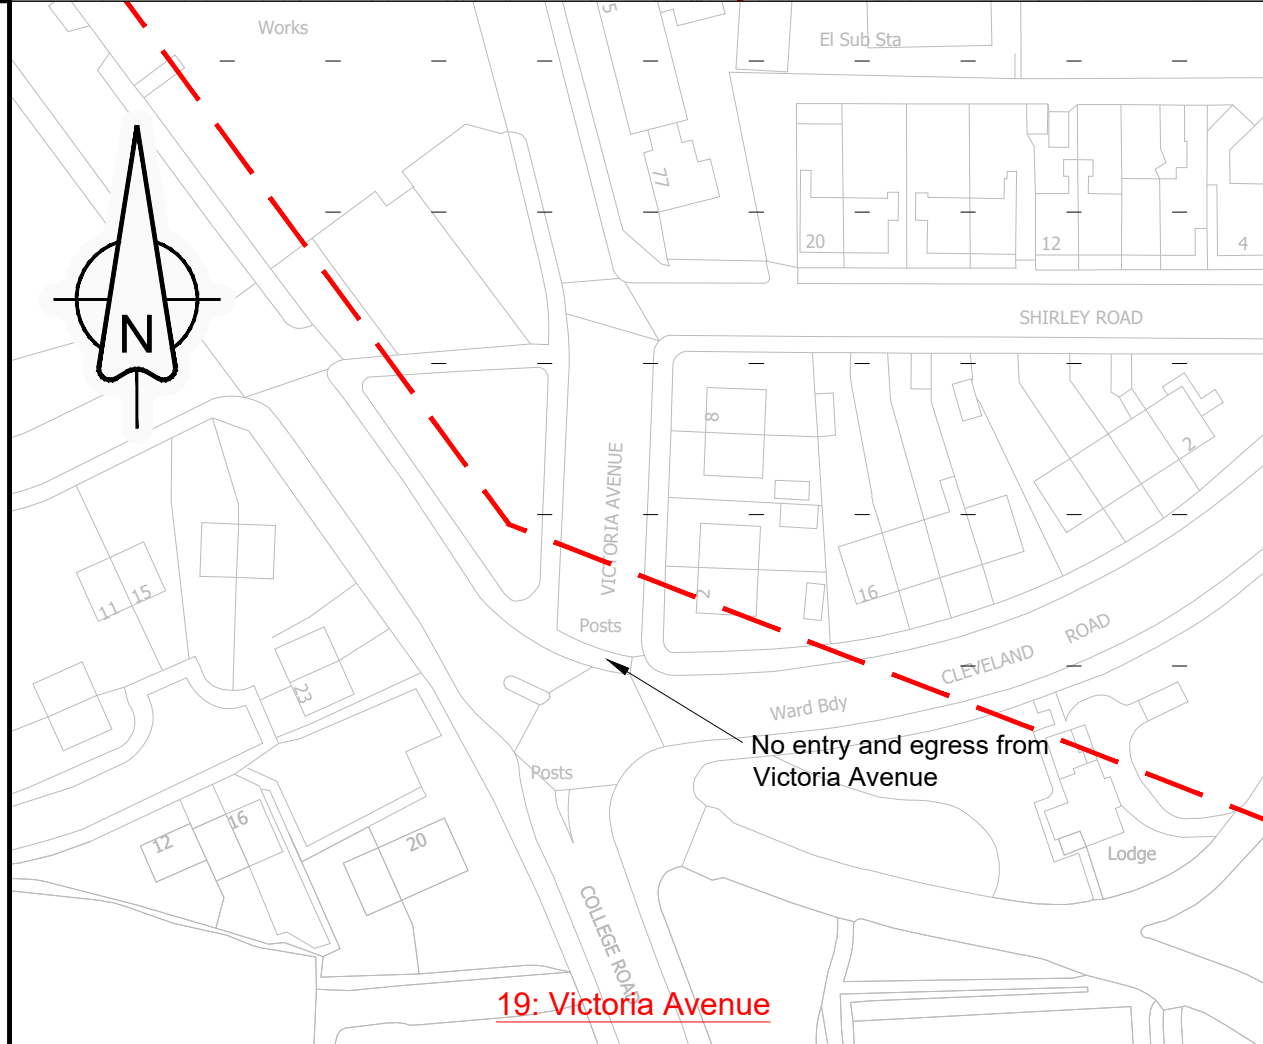 Works
5
El Sub Sta
77
20
12
4
SHIRLEY ROAD
N
8
2
VICTORIA AVENUE
11
15
2
16
Posts
ROAD
CLEVELAND
23
Ward Bdy
No entry and egress from
Victoria Avenue
Posts
12
16
20
Lodge
COLLEGE ROAD
19: Victoria Avenue